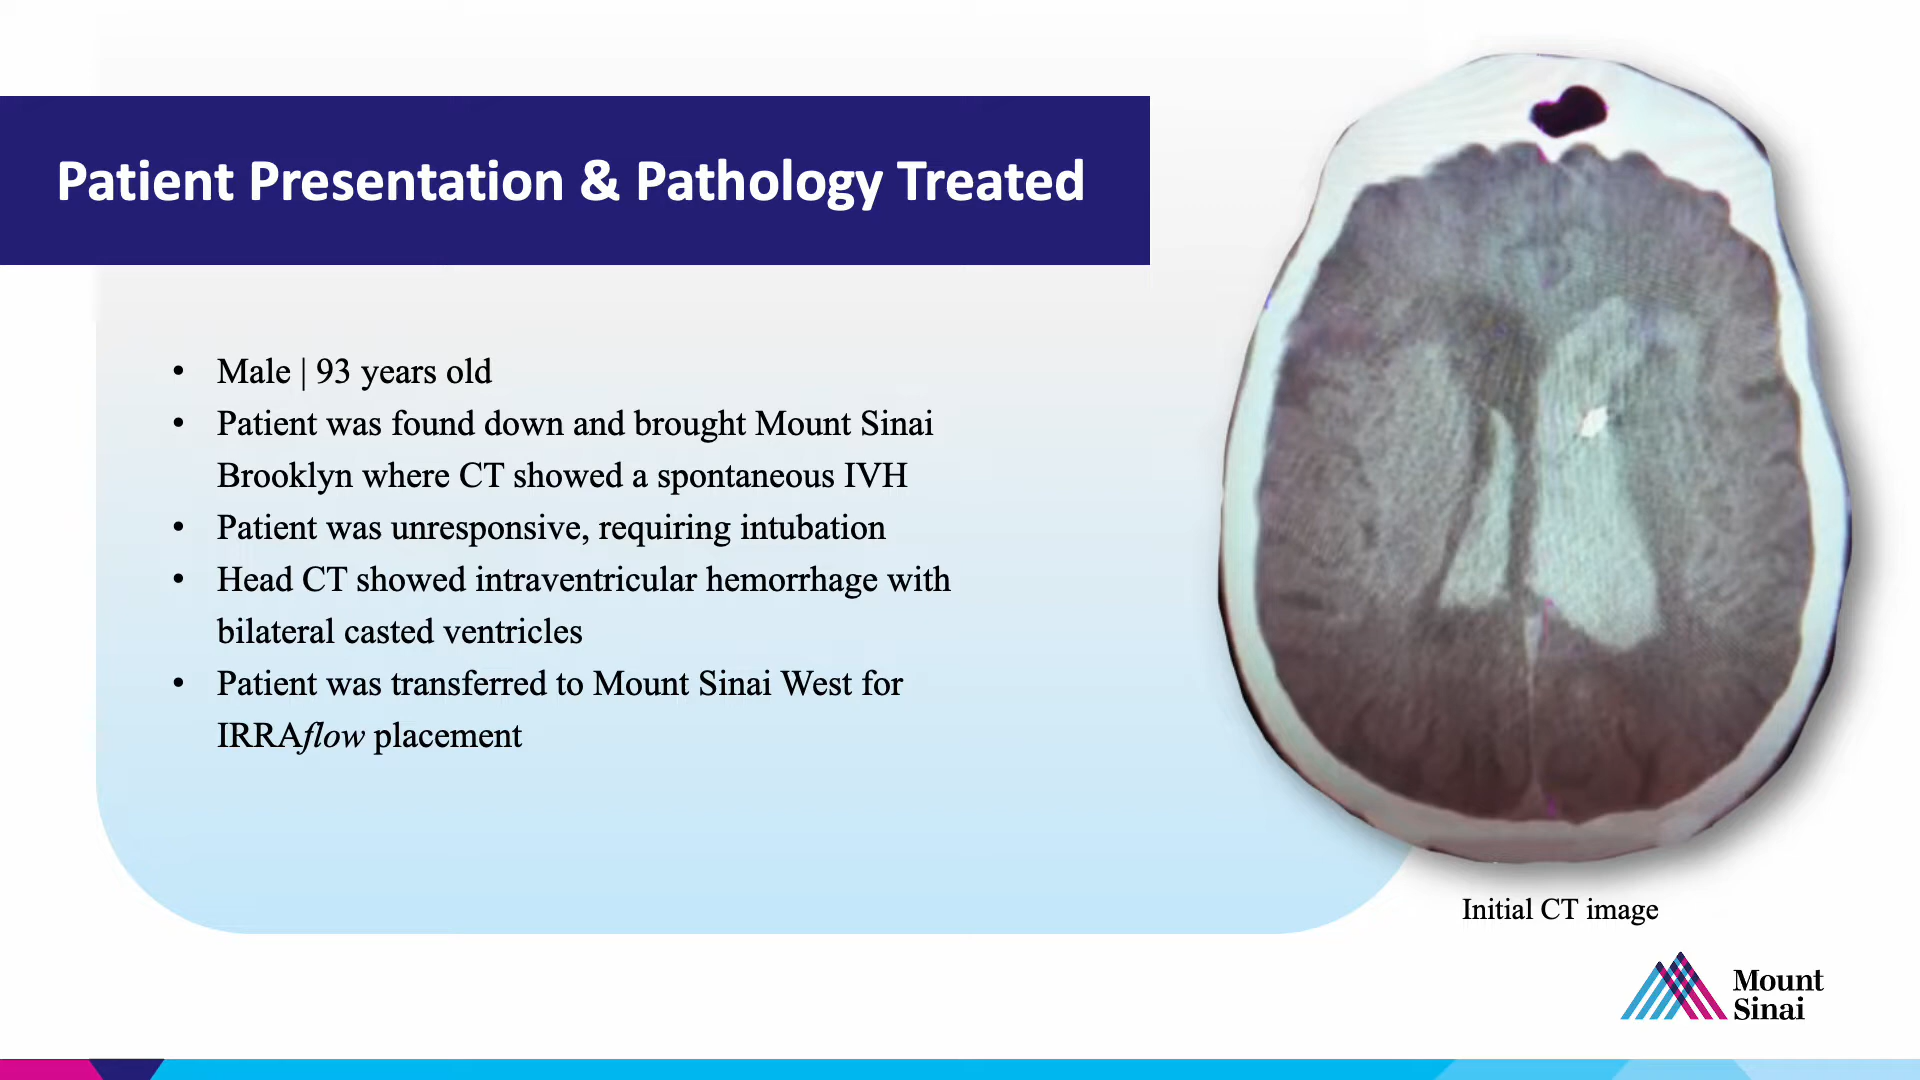 Patient Presentation & Pathology Treated
• Male | 93 years old
• Patient was found down and brought Mount Sinai
Brooklyn where CT showed a spontaneous IVH
• Patient was unresponsive, requiring intubation
• Head CT showed intraventricular hemorrhage with
bilateral casted ventricles
• Patient was transferred to Mount Sinai West for
IRRAflow placement
Initial CT image
Mount
Sinai